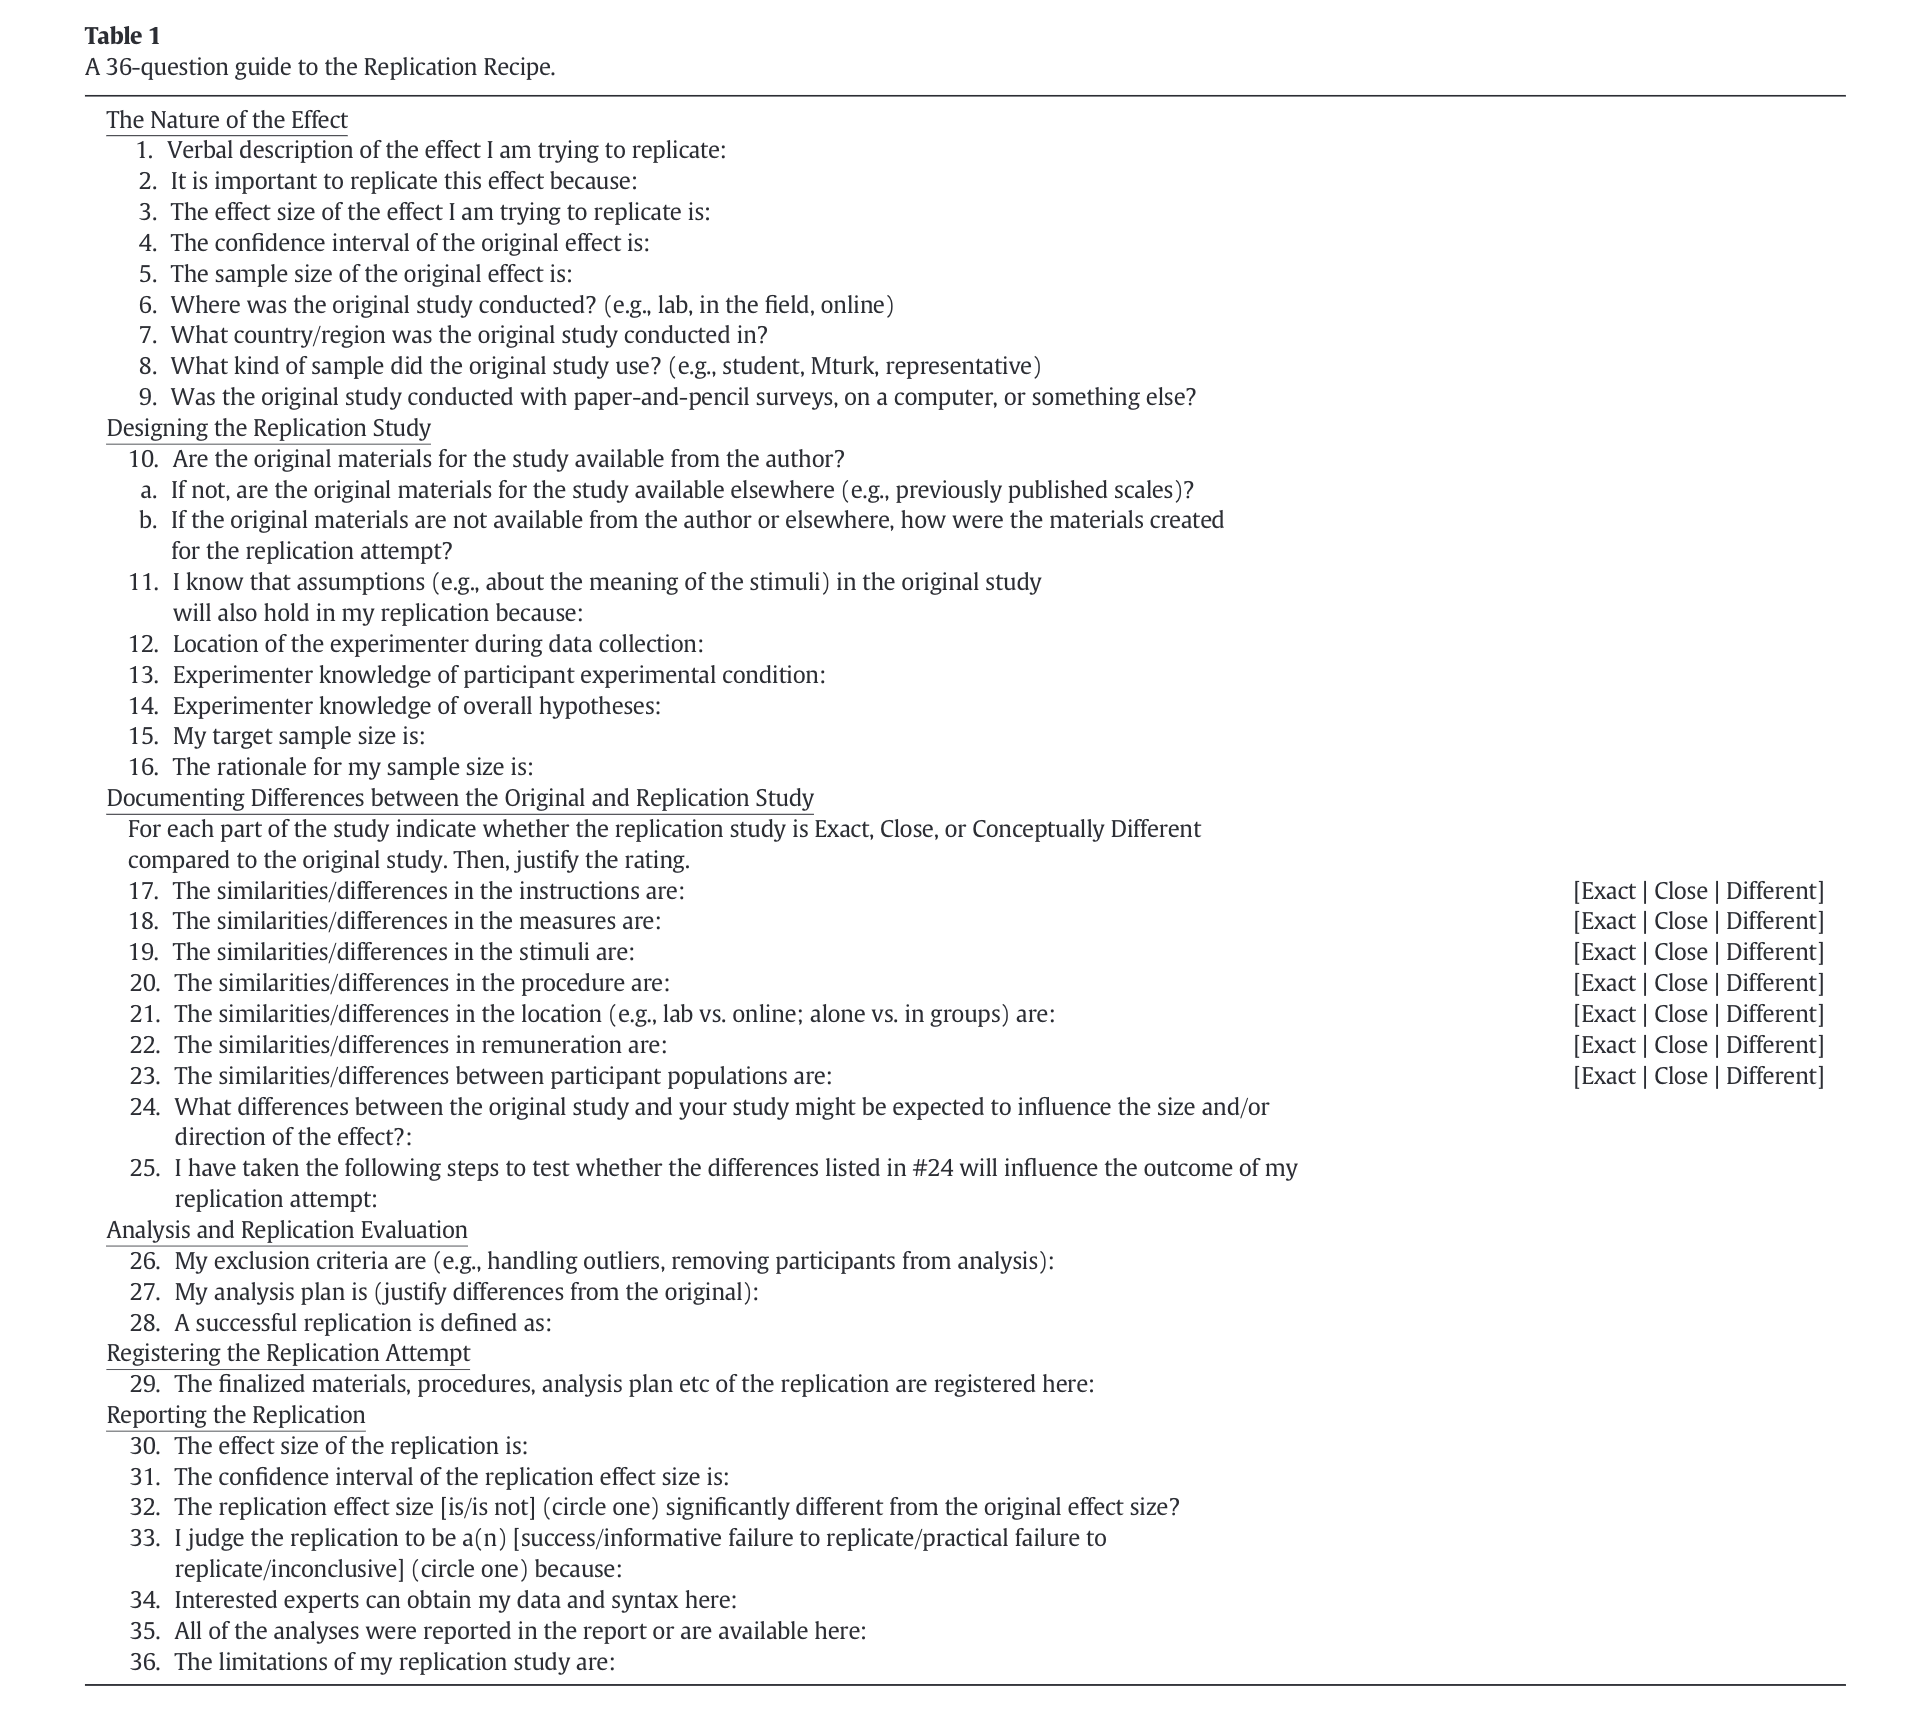 Table 1
A 36-question guide to the Replication Recipe.
The Nature of the Effect
1. Verbal description of the effect I am trying to replicate:
2. It is important to replicate this effect because:
3. The effect size of the effect I am trying to replicate is:
4. The confidence interval of the original effect is:
5. The sample size of the original effect is:
6. Where was the original study conducted? (e.g., lab, in the field, online)
7. What country/region was the original study conducted in?
8. What kind of sample did the original study use? (e.g., student, Mturk, representative)
9. Was the original study conducted with paper-and-pencil surveys, on a computer, or something else?
Designing the Replication Study
10. Are the original materials for the study available from the author?
a. If not, are the original materials for the study available elsewhere (e.g., previously published scales)?
b. If the original materials are not available from the author or elsewhere, how were the materials created
for the replication attempt?
11. I know that assumptions (e.g., about the meaning of the stimuli) in the original study
will also hold in my replication because:
12. Location of the experimenter during data collection:
13. Experimenter knowledge of participant experimental condition:
14. Experimenter knowledge of overall hypotheses:
15. My target sample size is:
16. The rationale for my sample size is:
Documenting Differences between the Original and Replication Study
For each part of the study indicate whether the replication study is Exact, Close, or Conceptually Different
compared to the original study. Then, justify the rating.
17. The similarities/differences in the instructions are: [Exact | Close | Different]
18. The similarities/differences in the measures are: [Exact | Close | Different]
19. The similarities/differences in the stimuli are: [Exact | Close | Different]
20. The similarities/differences in the procedure are: [Exact | Close | Different]
21. The similarities/differences in the location (e.g., lab vs. online; alone vs. in groups) are: [Exact | Close | Different]
22. The similarities/differences in remuneration are: [Exact | Close | Different]
23. The similarities/differences between participant populations are: [Exact | Close | Different]
24. What differences between the original study and your study might be expected to influence the size and/or
direction of the effect?:
25. I have taken the following steps to test whether the differences listed in #24 will influence the outcome of my
replication attempt:
Analysis and Replication Evaluation
26. My exclusion criteria are (e.g., handling outliers, removing participants from analysis):
27. My analysis plan is (justify differences from the original):
28. A successful replication is defined as:
Registering the Replication Attempt
29. The finalized materials, procedures, analysis plan etc of the replication are registered here:
Reporting the Replication
30. The effect size of the replication is:
31. The confidence interval of the replication effect size is:
32. The replication effect size [is/is not] (circle one) significantly different from the original effect size?
33. I judge the replication to be a(n) [success/informative failure to replicate/practical failure to
replicate/inconclusive] (circle one) because:
34. Interested experts can obtain my data and syntax here:
35. All of the analyses were reported in the report or are available here:
36. The limitations of my replication study are: